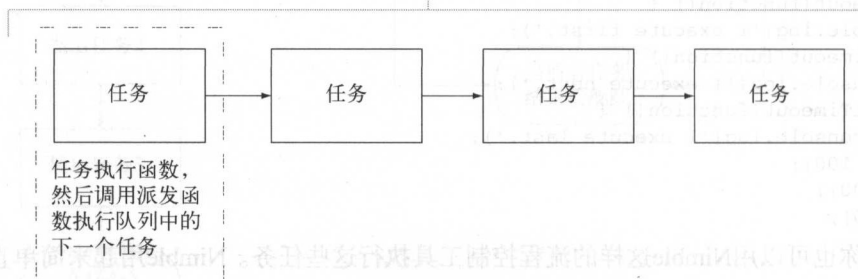 任务 任务 任务 任务
任务执行函数，
然后调用派发函
数执行队列中的
下一个任务